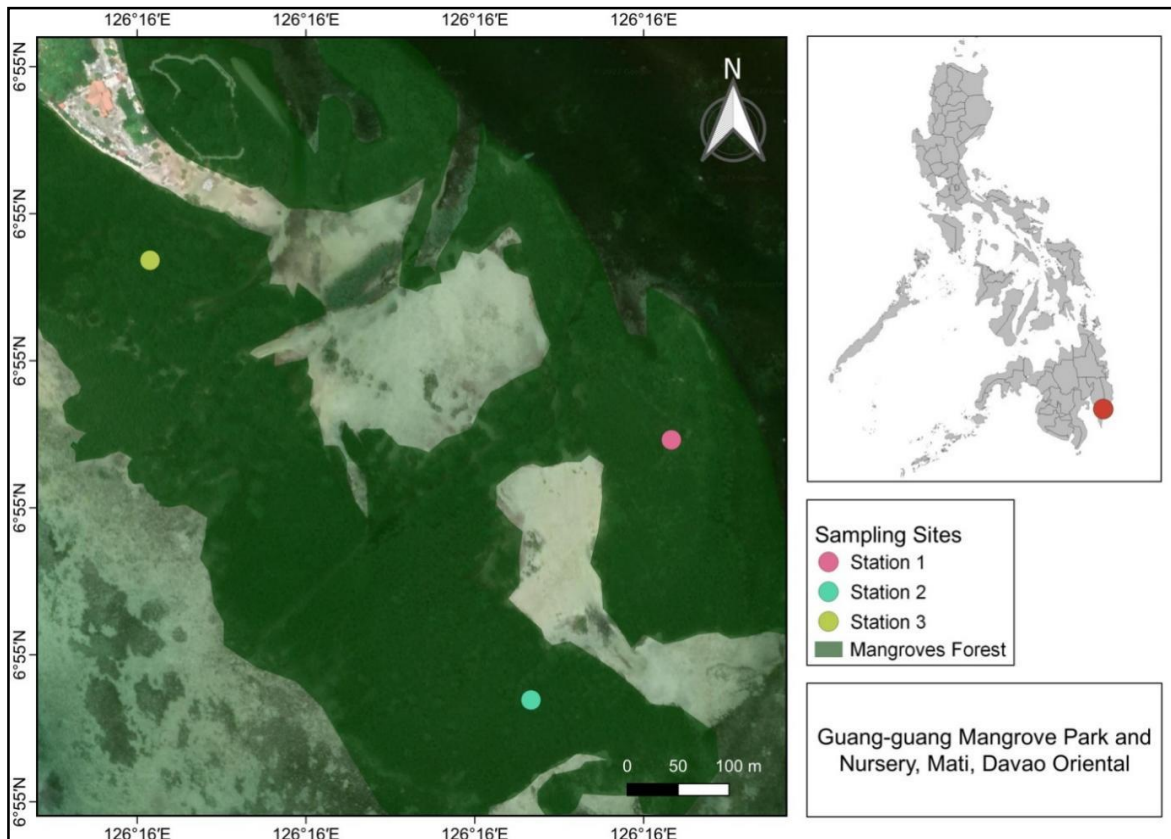 126°16'E 126°16'E 126°16'E 126°16'E
6°55'N
6°55'N
6°55'N
6°55'N
6°55'N
6°55'N
N
0 50 100 m
126°16'E 126°16'E 126°16'E 126°16'E
Sampling Sites
Station 1
Station 2
Station 3
Mangroves Forest
Guang-guang Mangrove Park and
Nursery, Mati, Davao Oriental